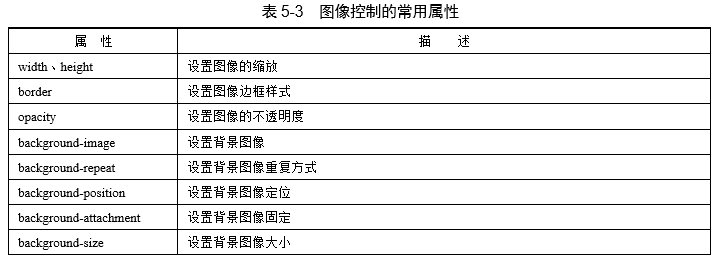 表 5-3 图像控制的常用属性
属 性 描 述
width、height 设置图像的缩放
border 设置图像边框样式
opacity 设置图像的不透明度
background-image 设置背景图像
background-repeat 设置背景图像重复方式
background-position 设置背景图像定位
background-attachment 设置背景图像固定
background-size 设置背景图像大小